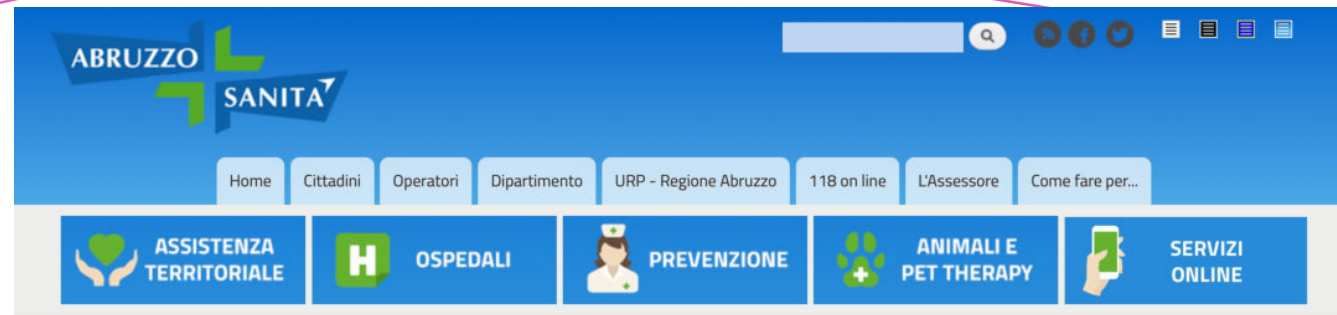 ABRUZZO
SANITÀ
Home Cittadini Operatori Dipartimento URP - Regione Abruzzo 118 on line L'Assessore Come fare per...
ASSISTENZA
TERRITORIALE
H
OSPEDALI
PREVENZIONE
ANIMALI E
PET THERAPY
SERVIZI
ONLINE